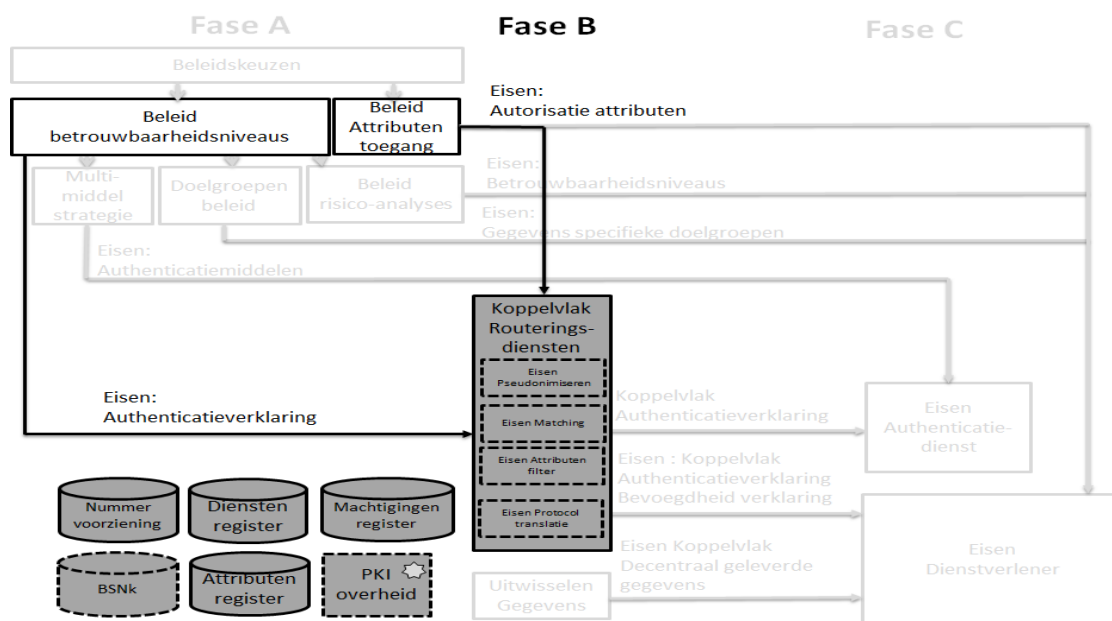 Fase A
Fase B
Fase C
Beleidskeuzen
Beleid
betrouwbaarheidsniveaus
Beleid
Attributen
toegang
Eisen:
Autorisatie attributen
Multi-
middel
strategie
Doelgroepen
beleid
Beleid
risico-analyses
Eisen:
Betrouwbaarheidsniveaus
Eisen:
Gegevens specifieke doelgroepen
Eisen:
Authenticatiemiddelen
Koppelvlak
Routerings-
diensten
Eisen
Pseudonimiseren
Eisen Matching
Eisen Attributen
filter
Eisen Protocol
translatie
Eisen:
Authenticatieverklaring
Koppelvlak
Authenticatieverklaring
Eisen
Authenticatie-
dienst
Eisen : Koppelvlak
Authenticatieverklaring
Bevoegdheid verklaring
Eisen Koppelvlak
Decentraal geleverde
gegevens
Eisen
Dienstverlener
Uitwisselen
Gegevens
Nummer
voorziening
Diensten
register
Machtigingen
register
BSNk
Attributen
register
PKI
overheid